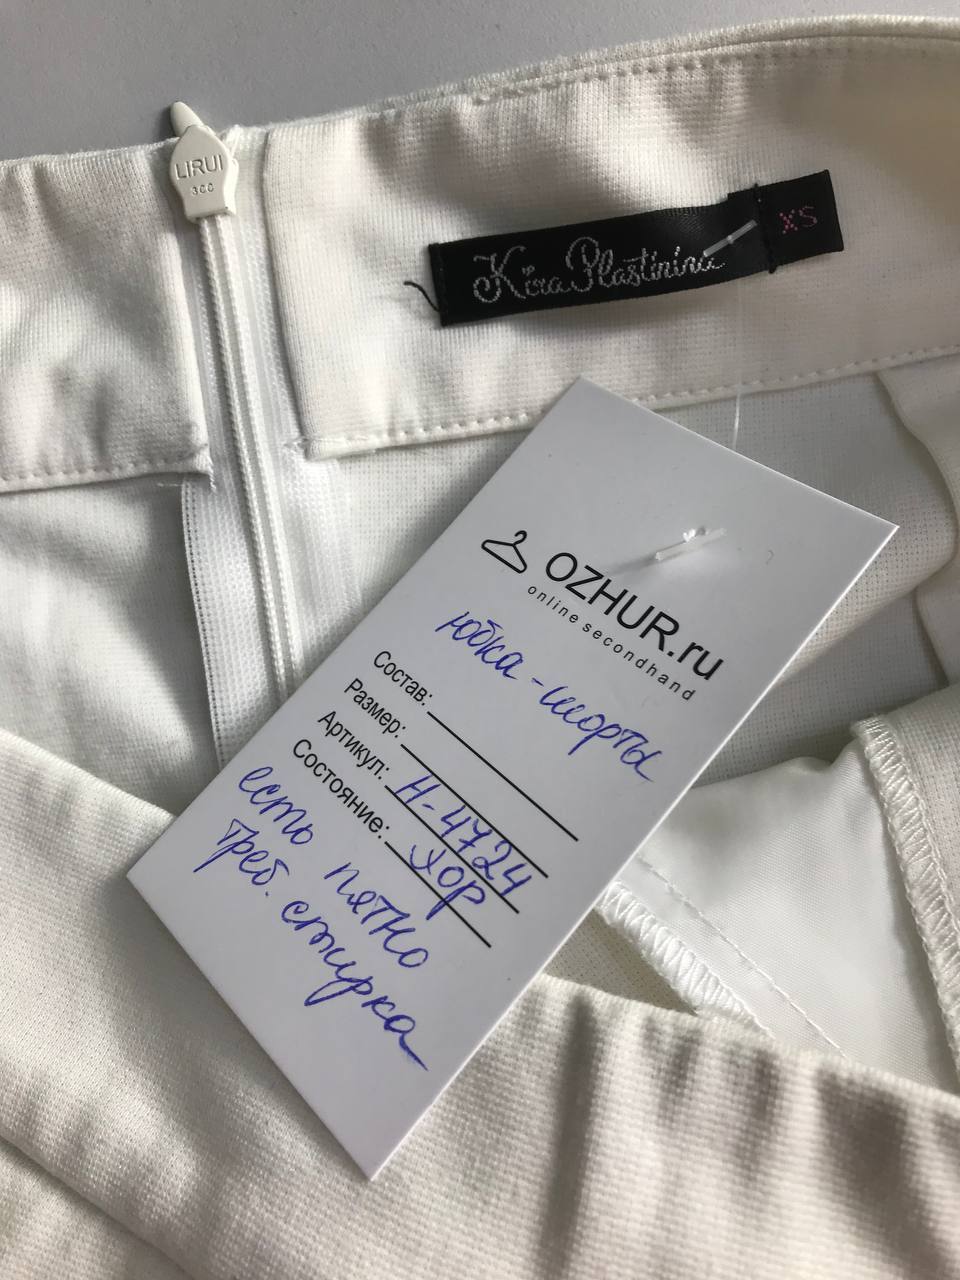 LIRUI
3CC
Kira Plastinina
XS
OZHUR.ru
online secondhand
юбка-шорты
Состав:
Размер:
Артикул: Н-4724
Состояние: хор
есть пятно
треб. стирка